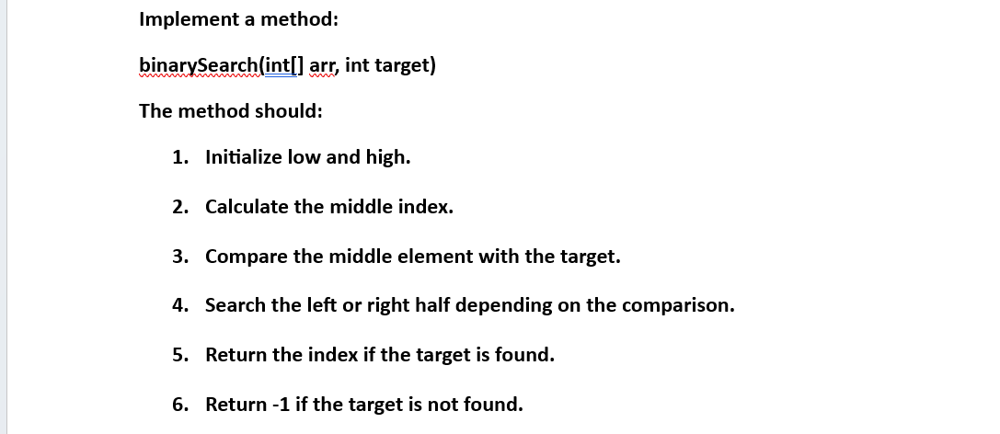 Implement a method:
binarySearch(int[] arr, int target)
The method should:
1. Initialize low and high.
2. Calculate the middle index.
3. Compare the middle element with the target.
4. Search the left or right half depending on the comparison.
5. Return the index if the target is found.
6. Return -1 if the target is not found.